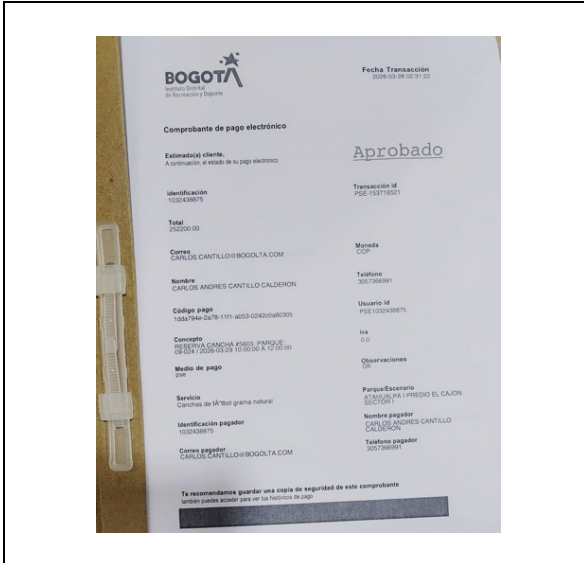 BOGOTÁ
Instituto Distrital
de Recreación y Deporte
Fecha Transacción
2026-03-28 02:31:22
Comprobante de pago electrónico
Estimado(a) cliente,
A continuación, el estado de su pago electrónico
Aprobado
Identificación
1032438875
Transacción id
PSE-153718521
Total
252200.00
Correo
CARLOS.CANTILLO@BOGOLTA.COM
Moneda
COP
Nombre
CARLOS ANDRES CANTILLO CALDERON
Teléfono
3057366991
Código pago
1dda794e-2a78-11f1-a053-0242c0a80305
Usuario id
PSE1032438875
Concepto
RESERVA CANCHA #5603, PARQUE
09-024 / 2026-03-29 10:00:00 A 12:00:00
iva
0.0
Medio de pago
pse
Observaciones
OK
Servicio
Canchas de fÃºtbol grama natural
Parque/Escenario
ATAHUALPA I PREDIO EL CAJON
SECTOR I
Identificación pagador
1032438875
Nombre pagador
CARLOS ANDRES CANTILLO
CALDERON
Correo pagador
CARLOS.CANTILLO@BOGOLTA.COM
Teléfono pagador
3057366991
Te recomendamos guardar una copia de seguridad de este comprobante
también puedes acceder para ver tus históricos de pago